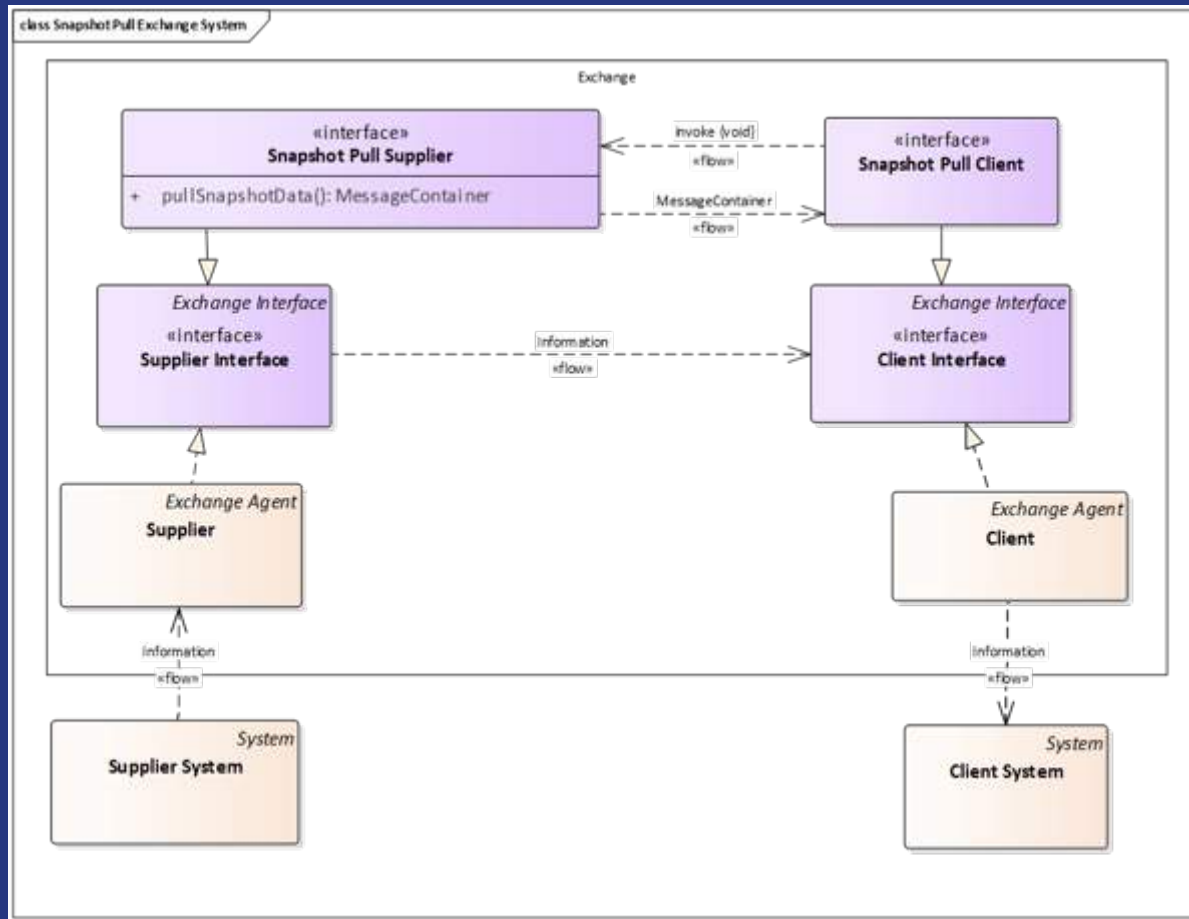 class Snapshot Pull Exchange System
Exchange
«interface»
Snapshot Pull Supplier
+ pullSnapshotData(): MessageContainer
invoke {void}
«flow»
MessageContainer
«flow»
«interface»
Snapshot Pull Client
Exchange Interface
«interface»
Supplier Interface
Information
«flow»
Exchange Interface
«interface»
Client Interface
Exchange Agent
Supplier
Exchange Agent
Client
Information
«flow»
Information
«flow»
System
Supplier System
System
Client System